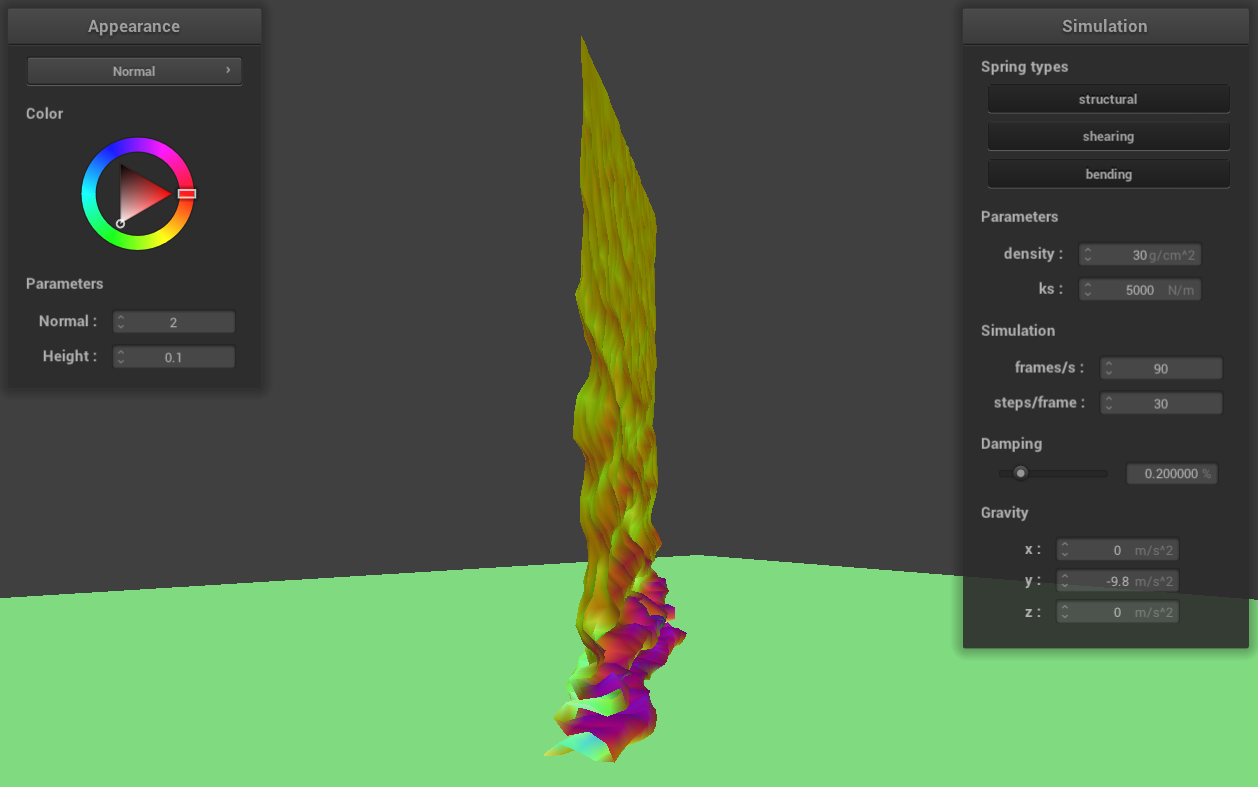 Appearance
Normal ›
Color
Parameters
Normal : 2
Height : 0.1
Simulation
Spring types
structural
shearing
bending
Parameters
density : 30 g/cm^2
ks : 5000 N/m
Simulation
frames/s : 90
steps/frame : 30
Damping
0.200000 %
Gravity
x : 0 m/s^2
y : -9.8 m/s^2
z : 0 m/s^2